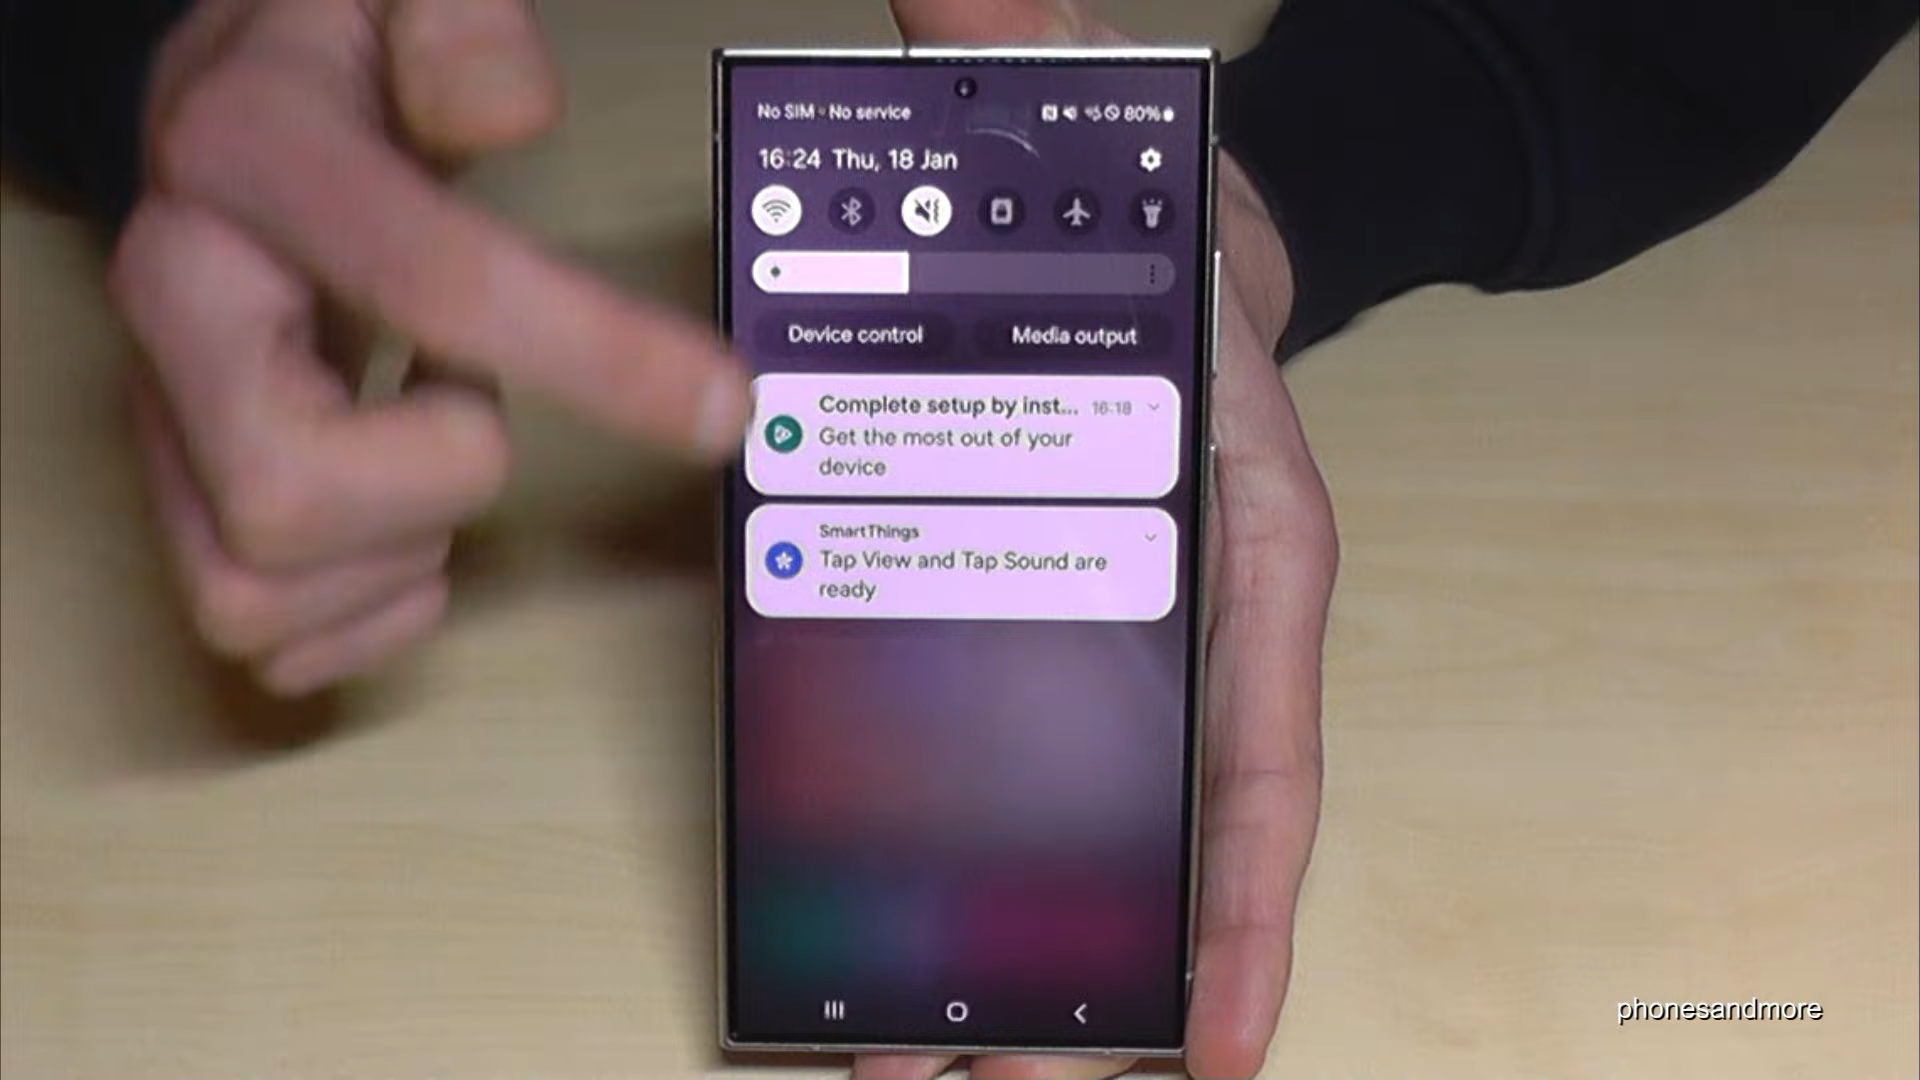 No SIM · No service 80%
16:24 Thu, 18 Jan
Device control Media output
Complete setup by inst... 16:18
Get the most out of your
device
SmartThings
Tap View and Tap Sound are
ready
phonesandmore